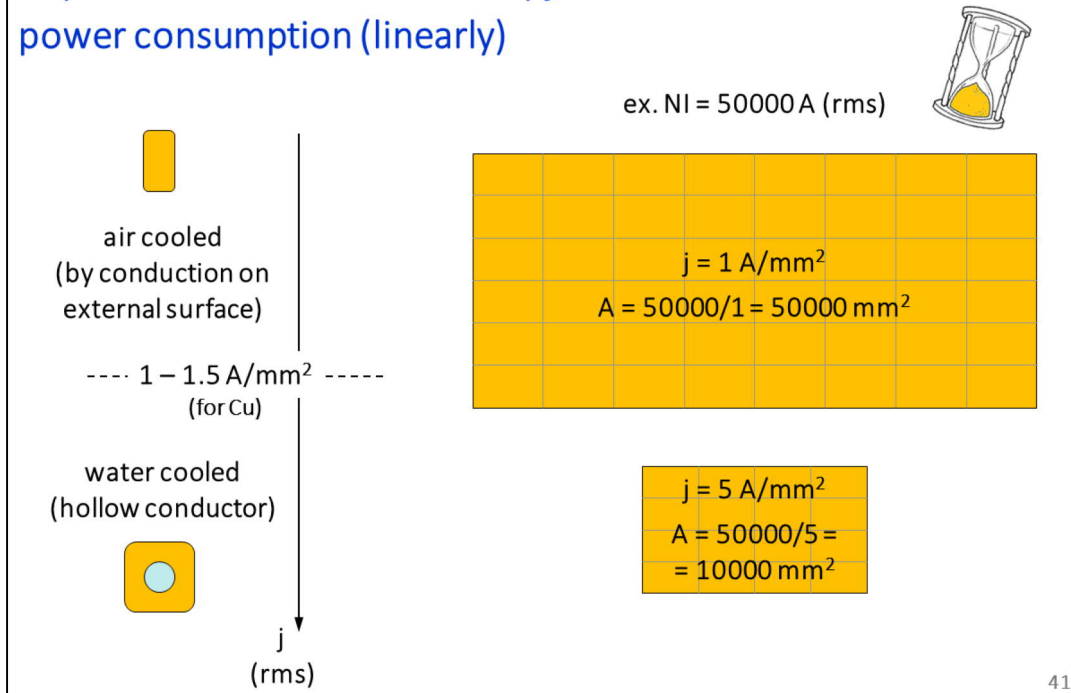 power consumption (linearly)
ex. NI = 50000 A (rms)
air cooled
(by conduction on
external surface)
j = 1 A/mm²
A = 50000/1 = 50000 mm²
---- 1 – 1.5 A/mm² -----
(for Cu)
water cooled
(hollow conductor)
j = 5 A/mm²
A = 50000/5 =
= 10000 mm²
j
(rms)
41